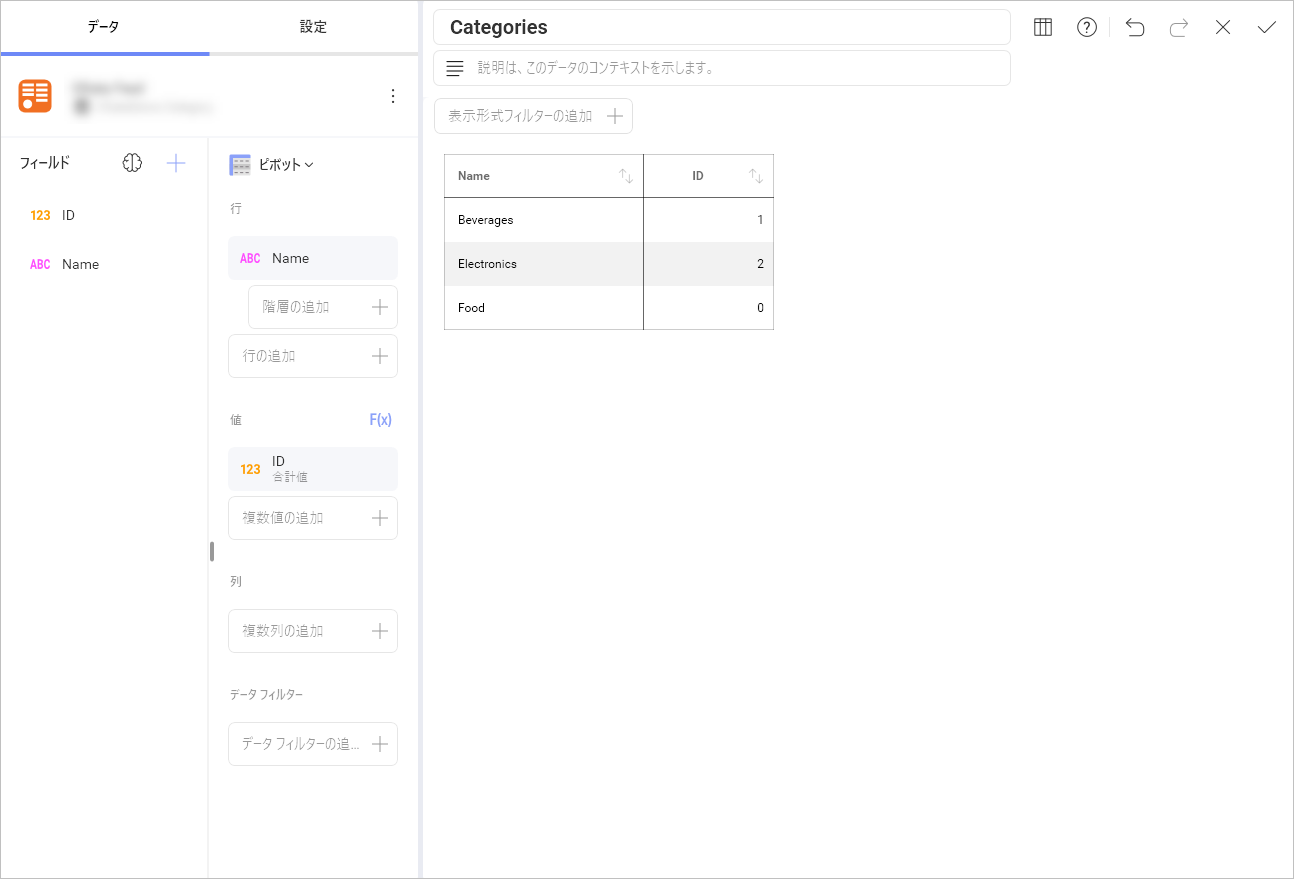 データ
設定
フィールド
123 ID
ABC Name
ピボット
行
ABC Name
階層の追加
行の追加
値
F(x)
123 ID
合計値
複数値の追加
列
複数列の追加
データ フィルター
データ フィルターの追...
Categories
説明は、このデータのコンテキストを示します。
表示形式フィルターの追加
Name ID
Beverages 1
Electronics 2
Food 0